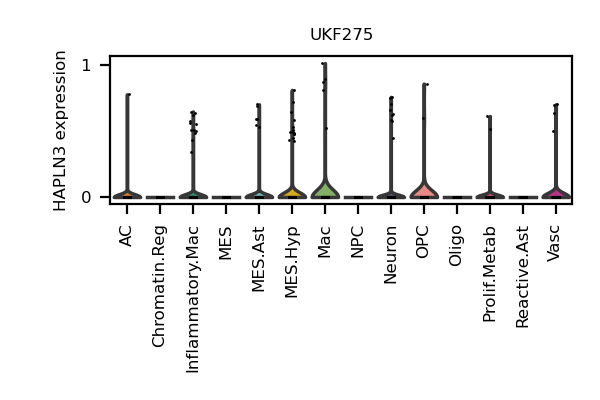 UKF275
HAPLN3 expression
1
0
AC
Chromatin.Reg
Inflammatory.Mac
MES
MES.Ast
MES.Hyp
Mac
NPC
Neuron
OPC
Oligo
Prolif.Metab
Reactive.Ast
Vasc